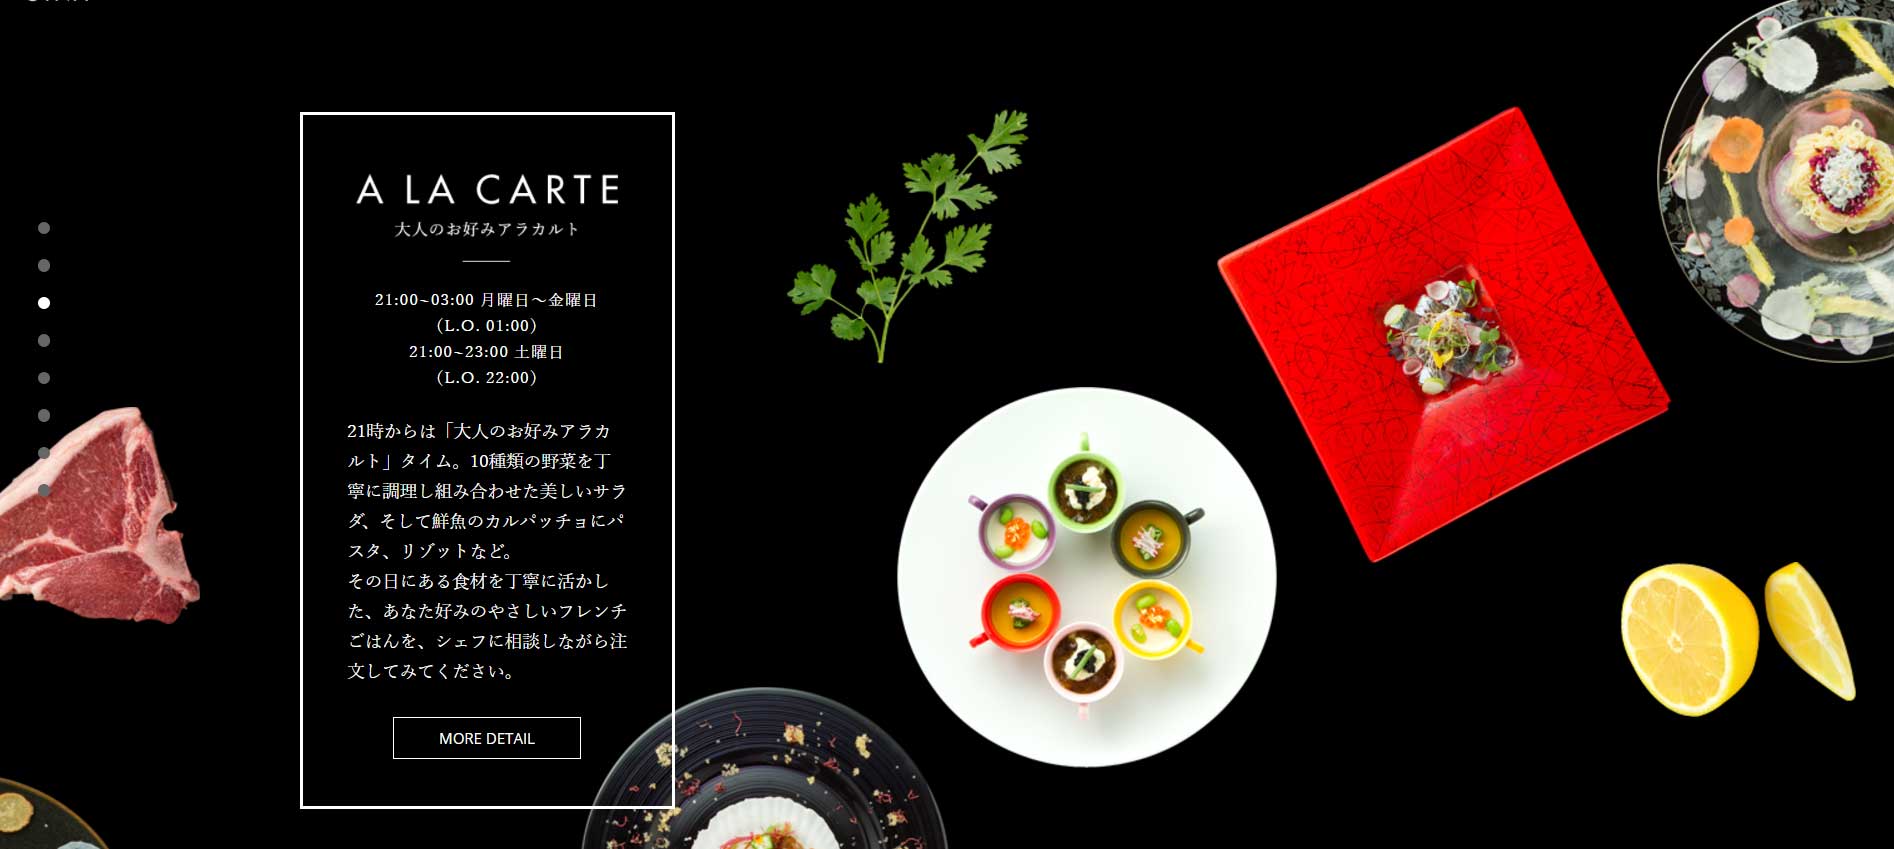 A LA CARTE
大人のお好みアラカルト
21:00~03:00 月曜日〜金曜日
(L.O. 01:00)
21:00~23:00 土曜日
(L.O. 22:00)
21時からは「大人のお好みアラカ
ルト」タイム。10種類の野菜を丁
寧に調理し組み合わせた美しいサラ
ダ、そして鮮魚のカルパッチョにパ
スタ、リゾットなど。
その日にある食材を丁寧に活かし
た、あなた好みのやさしいフレンチ
ごはんを、シェフに相談しながら注
文してみてください。
MORE DETAIL